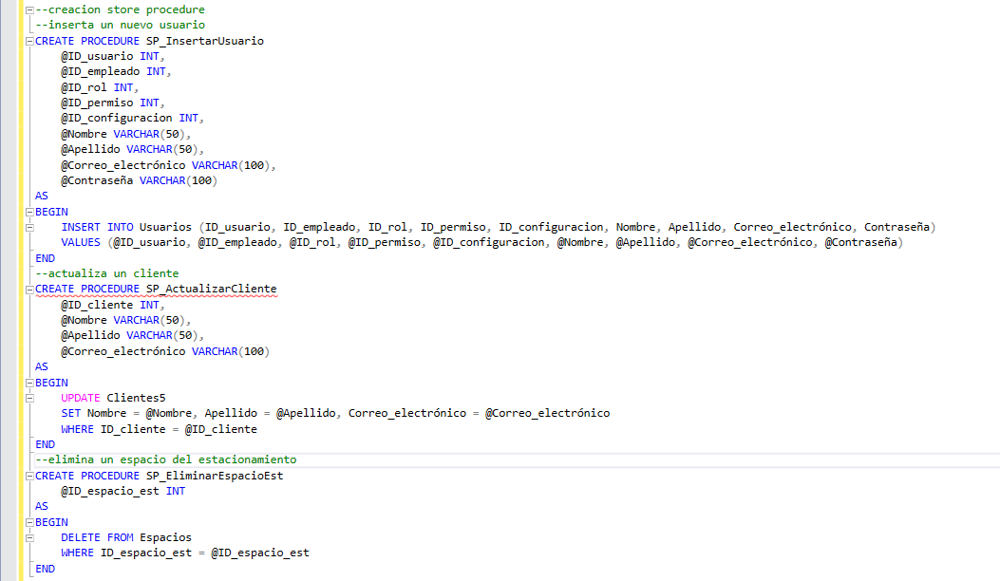 --creacion store procedure
--inserta un nuevo usuario
CREATE PROCEDURE SP_InsertarUsuario
    @ID_usuario INT,
    @ID_empleado INT,
    @ID_rol INT,
    @ID_permiso INT,
    @ID_configuracion INT,
    @Nombre VARCHAR(50),
    @Apellido VARCHAR(50),
    @Correo_electrónico VARCHAR(100),
    @Contraseña VARCHAR(100)
AS
BEGIN
    INSERT INTO Usuarios (ID_usuario, ID_empleado, ID_rol, ID_permiso, ID_configuracion, Nombre, Apellido, Correo_electrónico, Contraseña)
    VALUES (@ID_usuario, @ID_empleado, @ID_rol, @ID_permiso, @ID_configuracion, @Nombre, @Apellido, @Correo_electrónico, @Contraseña)
END
--actualiza un cliente
CREATE PROCEDURE SP_ActualizarCliente
    @ID_cliente INT,
    @Nombre VARCHAR(50),
    @Apellido VARCHAR(50),
    @Correo_electrónico VARCHAR(100)
AS
BEGIN
    UPDATE Clientes5
    SET Nombre = @Nombre, Apellido = @Apellido, Correo_electrónico = @Correo_electrónico
    WHERE ID_cliente = @ID_cliente
END
--elimina un espacio del estacionamiento
CREATE PROCEDURE SP_EliminarEspacioEst
    @ID_espacio_est INT
AS
BEGIN
    DELETE FROM Espacios
    WHERE ID_espacio_est = @ID_espacio_est
END